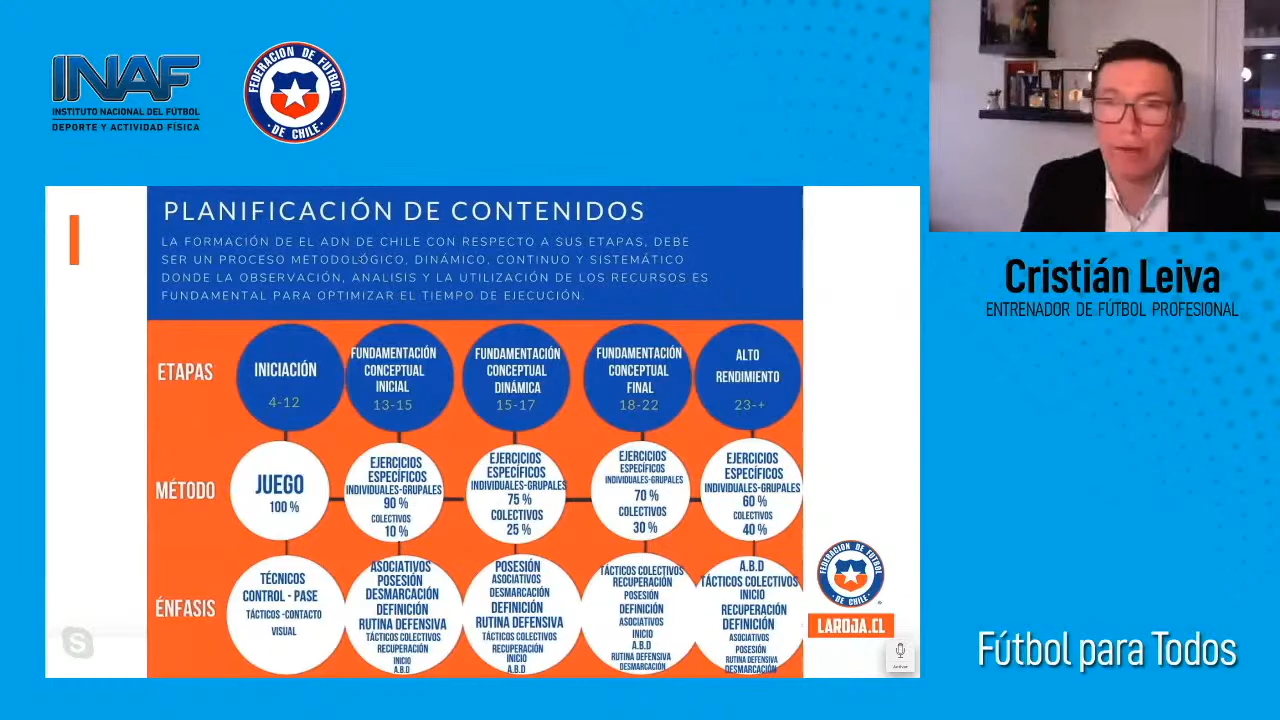 INAF
INSTITUTO NACIONAL DEL FÚTBOL
DEPORTE Y ACTIVIDAD FÍSICA
FEDERACION DE FUTBOL
· DE CHILE ·
PLANIFICACIÓN DE CONTENIDOS
LA FORMACIÓN DE EL ADN DE CHILE CON RESPECTO A SUS ETAPAS, DEBE
SER UN PROCESO METODOLÓGICO, DINÁMICO, CONTINUO Y SISTEMÁTICO
DONDE LA OBSERVACIÓN, ANALISIS Y LA UTILIZACIÓN DE LOS RECURSOS ES
FUNDAMENTAL PARA OPTIMIZAR EL TIEMPO DE EJECUCIÓN.
ETAPAS
INICIACIÓN
4-12
FUNDAMENTACIÓN
CONCEPTUAL
INICIAL
13-15
FUNDAMENTACIÓN
CONCEPTUAL
DINÁMICA
15-17
FUNDAMENTACIÓN
CONCEPTUAL
FINAL
18-22
ALTO
RENDIMIENTO
23-+
MÉTODO
JUEGO
100 %
EJERCICIOS
ESPECÍFICOS
INDIVIDUALES-GRUPALES
90 %
COLECTIVOS
10 %
EJERCICIOS
ESPECÍFICOS
INDIVIDUALES-GRUPALES
75 %
COLECTIVOS
25 %
EJERCICIOS
ESPECÍFICOS
INDIVIDUALES-GRUPALES
70 %
COLECTIVOS
30 %
EJERCICIOS
ESPECÍFICOS
INDIVIDUALES-GRUPALES
60 %
COLECTIVOS
40 %
ÉNFASIS
TÉCNICOS
CONTROL - PASE
TÁCTICOS -CONTACTO
VISUAL
ASOCIATIVOS
POSESIÓN
DESMARCACIÓN
DEFINICIÓN
RUTINA DEFENSIVA
TÁCTICOS COLECTIVOS
RECUPERACIÓN
INICIO
A.B.D
POSESIÓN
ASOCIATIVOS
DESMARCACIÓN
DEFINICIÓN
RUTINA DEFENSIVA
TÁCTICOS COLECTIVOS
RECUPERACIÓN
INICIO
A.B.D
TÁCTICOS COLECTIVOS
RECUPERACIÓN
POSESIÓN
DEFINICIÓN
ASOCIATIVOS
INICIO
A.B.D
RUTINA DEFENSIVA
DESMARCACIÓN
A.B.D
TÁCTICOS COLECTIVOS
INICIO
RECUPERACIÓN
DEFINICIÓN
ASOCIATIVOS
POSESIÓN
RUTINA DEFENSIVA
DESMARCACIÓN
FEDERACION DE FUTBOL
DE CHILE
LAROJA.CL
S
Cristián Leiva
ENTRENADOR DE FÚTBOL PROFESIONAL
Fútbol para Todos